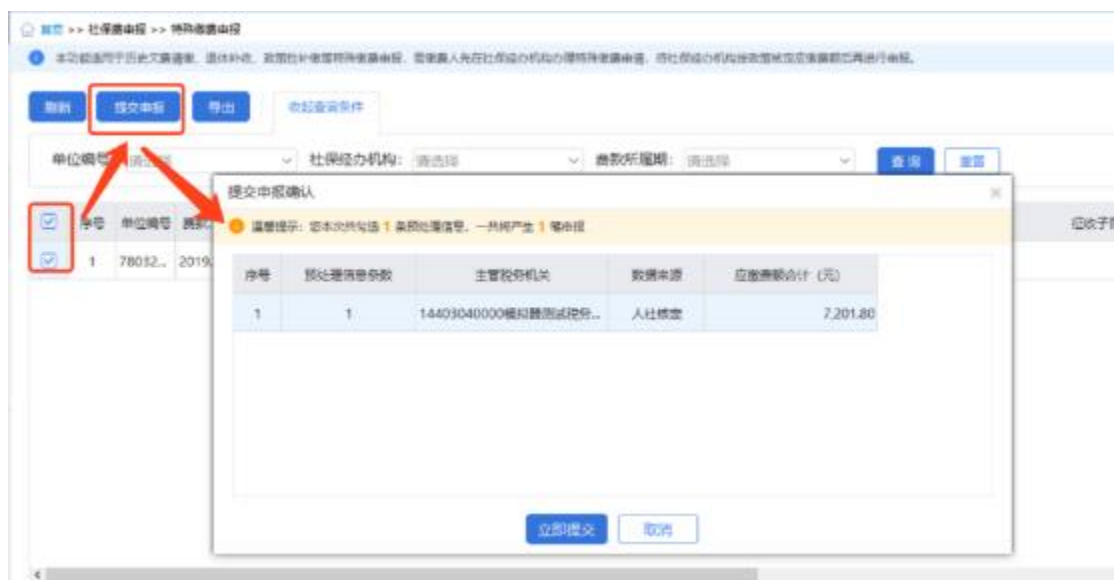 首页 >> 社保费申报 >> 特殊缴费申报
本功能适用于历史欠费清缴、退休补收、政策性补缴等特殊缴费申报，需缴费人先在社保经办机构办理特殊缴费申请，待社保经办机构按政策核定应缴费额后再进行申报。
刷新 提交申报 导出 收起查询条件
单位编号 请选择 社保经办机构： 请选择 费款所属期： 请选择 查询 重置
提交申报确认
序号 单位编号 费款 温馨提示：您本次共勾选 1 条预处理信息，一共将产生 1 笔申报 应收子
1 78032... 2019.
序号 预处理信息条数 主管税务机关 数据来源 应缴费额合计（元）
1 1 14403040000模拟器测试税务... 人社核定 7,201.80
立即提交 取消